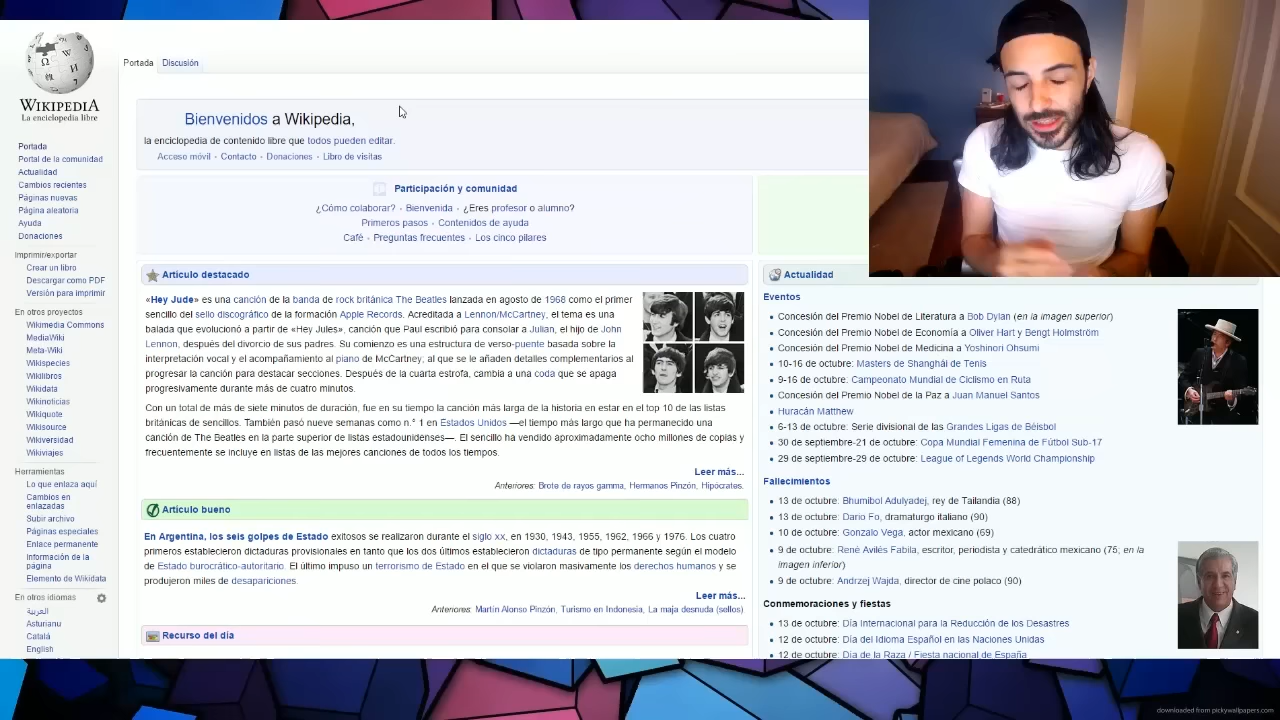 WIKIPEDIA
La enciclopedia libre
Portada
Portal de la comunidad
Actualidad
Cambios recientes
Páginas nuevas
Página aleatoria
Ayuda
Donaciones
Imprimir/exportar
Crear un libro
Descargar como PDF
Versión para imprimir
En otros proyectos
Wikimedia Commons
MediaWiki
Meta-Wiki
Wikispecies
Wikilibros
Wikidata
Wikinoticias
Wikiquote
Wikisource
Wikiversidad
Wikiviajes
Herramientas
Lo que enlaza aquí
Cambios en
enlazadas
Subir archivo
Páginas especiales
Enlace permanente
Información de la
página
Elemento de Wikidata
En otros idiomas
العربية
Asturianu
Català
English
Portada Discusión
Bienvenidos a Wikipedia,
la enciclopedia de contenido libre que todos pueden editar.
Acceso móvil · Contacto · Donaciones · Libro de visitas
Participación y comunidad
¿Cómo colaborar? · Bienvenida · ¿Eres profesor o alumno?
Primeros pasos · Contenidos de ayuda
Café · Preguntas frecuentes · Los cinco pilares
Artículo destacado
«Hey Jude» es una canción de la banda de rock británica The Beatles lanzada en agosto de 1968 como el primer
sencillo del sello discográfico de la formación Apple Records. Acreditada a Lennon/McCartney, el tema es una
balada que evolucionó a partir de «Hey Jules», canción que Paul escribió para consolar a Julian, el hijo de John
Lennon, después del divorcio de sus padres. Su comienzo es una estructura de verso-puente basada sobre la
interpretación vocal y el acompañamiento al piano de McCartney; al que se le añaden detalles complementarios al
progresar la canción para destacar secciones. Después de la cuarta estrofa, cambia a una coda que se apaga
progresivamente durante más de cuatro minutos.
Con un total de más de siete minutos de duración, fue en su tiempo la canción más larga de la historia en estar en el top 10 de las listas
británicas de sencillos. También pasó nueve semanas como n.° 1 en Estados Unidos —el tiempo más largo que ha permanecido una
canción de The Beatles en la parte superior de las listas estadounidenses—. El sencillo ha vendido aproximadamente ocho millones de copias y
frecuentemente se incluye en listas de las mejores canciones de todos los tiempos.
Leer más...
Anteriores: Brote de rayos gamma, Hermanos Pinzón, Hipócrates.
Artículo bueno
En Argentina, los seis golpes de Estado exitosos se realizaron durante el siglo XX, en 1930, 1943, 1955, 1962, 1966 y 1976. Los cuatro
primeros establecieron dictaduras provisionales en tanto que los dos últimos establecieron dictaduras de tipo permanente según el modelo
de Estado burocrático-autoritario. El último impuso un terrorismo de Estado en el que se violaron masivamente los derechos humanos y se
produjeron miles de desapariciones.
Leer más...
Anteriores: Martín Alonso Pinzón, Turismo en Indonesia, La maja desnuda (sellos).
Recurso del día
Actualidad
Eventos
Concesión del Premio Nobel de Literatura a Bob Dylan (en la imagen superior)
Concesión del Premio Nobel de Economía a Oliver Hart y Bengt Holmström
Concesión del Premio Nobel de Medicina a Yoshinori Ohsumi
10-16 de octubre: Masters de Shanghái de Tenis
9-16 de octubre: Campeonato Mundial de Ciclismo en Ruta
Concesión del Premio Nobel de la Paz a Juan Manuel Santos
Huracán Matthew
6-13 de octubre: Serie divisional de las Grandes Ligas de Béisbol
30 de septiembre-21 de octubre: Copa Mundial Femenina de Fútbol Sub-17
29 de septiembre-29 de octubre: League of Legends World Championship
Fallecimientos
13 de octubre: Bhumibol Adulyadej, rey de Tailandia (88)
13 de octubre: Dario Fo, dramaturgo italiano (90)
10 de octubre: Gonzalo Vega, actor mexicano (69)
9 de octubre: René Avilés Fabila, escritor, periodista y catedrático mexicano (75, en la
imagen inferior)
9 de octubre: Andrzej Wajda, director de cine polaco (90)
Conmemoraciones y fiestas
13 de octubre: Día Internacional para la Reducción de los Desastres
12 de octubre: Día del Idioma Español en las Naciones Unidas
12 de octubre: Día de la Raza / Fiesta nacional de España
downloaded from pickywallpapers.com